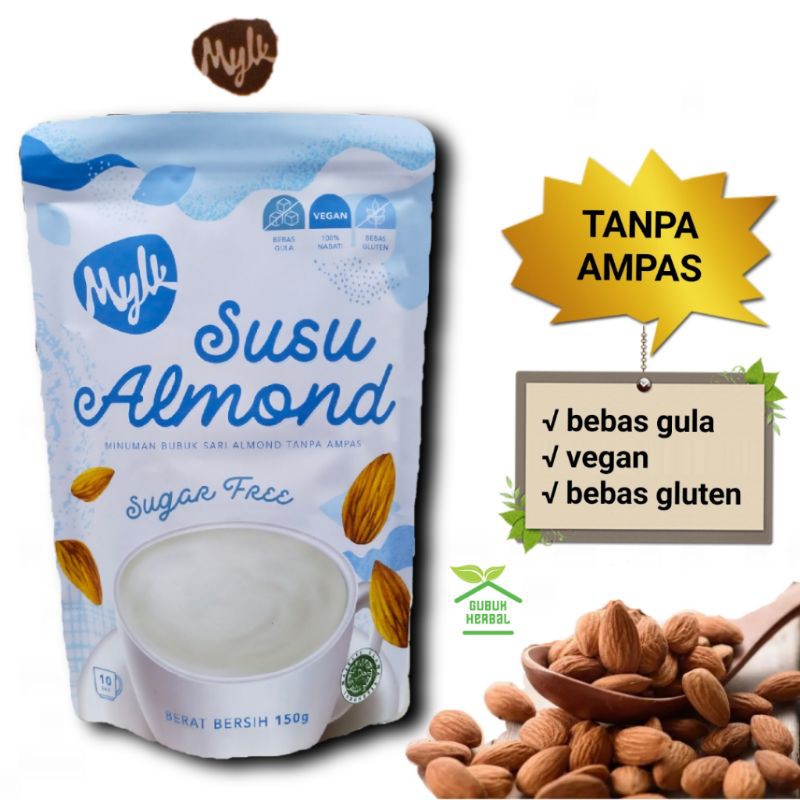 Mylk
BEBAS
GULA
VEGAN
100%
NABATI
BEBAS
GLUTEN
Mylk
Susu
Almond
MINUMAN BUBUK SARI ALMOND TANPA AMPAS
Sugar Free
10
BERAT BERSIH 150g
TANPA
AMPAS
√ bebas gula
√ vegan
√ bebas gluten
GUBUK
HERBAL